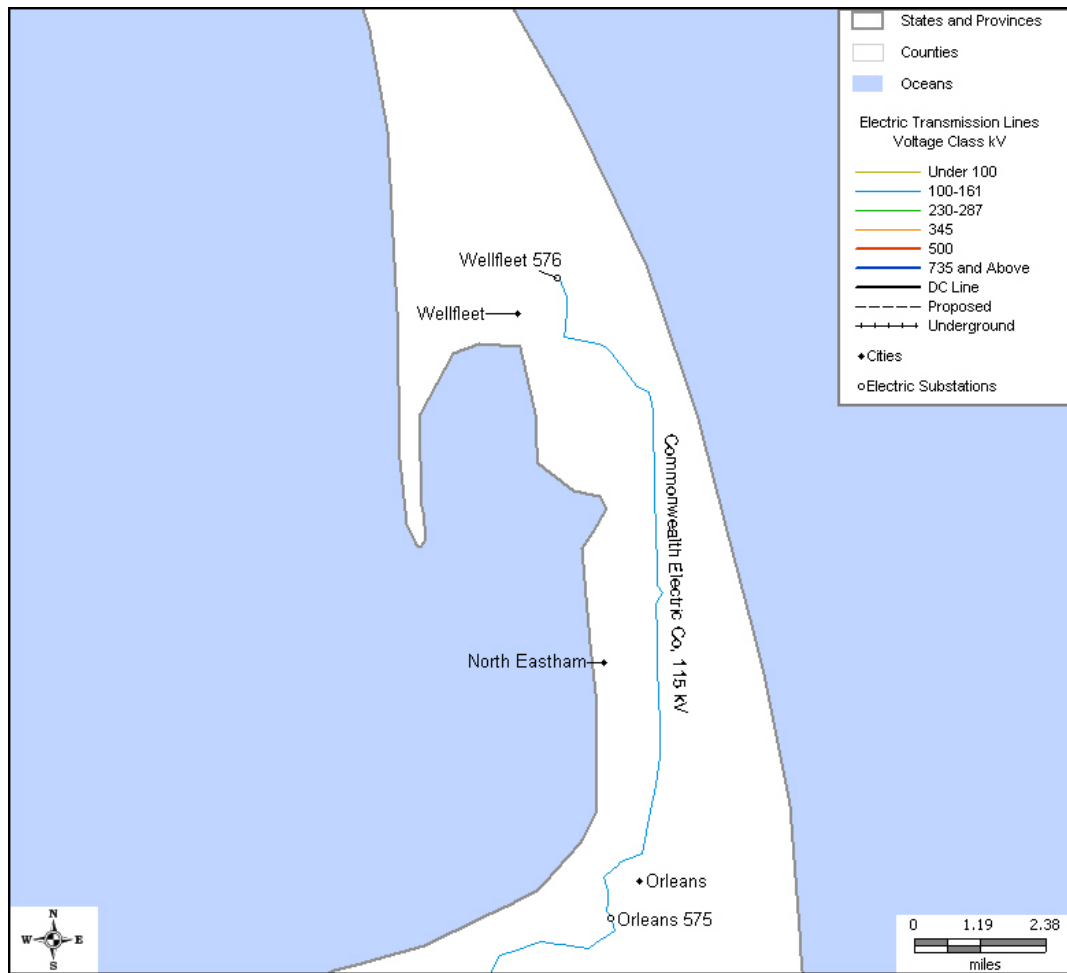 States and Provinces
Counties
Oceans
Electric Transmission Lines
Voltage Class kV
Under 100
100-161
230-287
345
500
735 and Above
DC Line
Proposed
Underground
Cities
Electric Substations
Wellfleet 576
Wellfleet
Commonwealth Electric Co, 115 kV
North Eastham
Orleans
Orleans 575
N
W E
S
0 1.19 2.38
miles